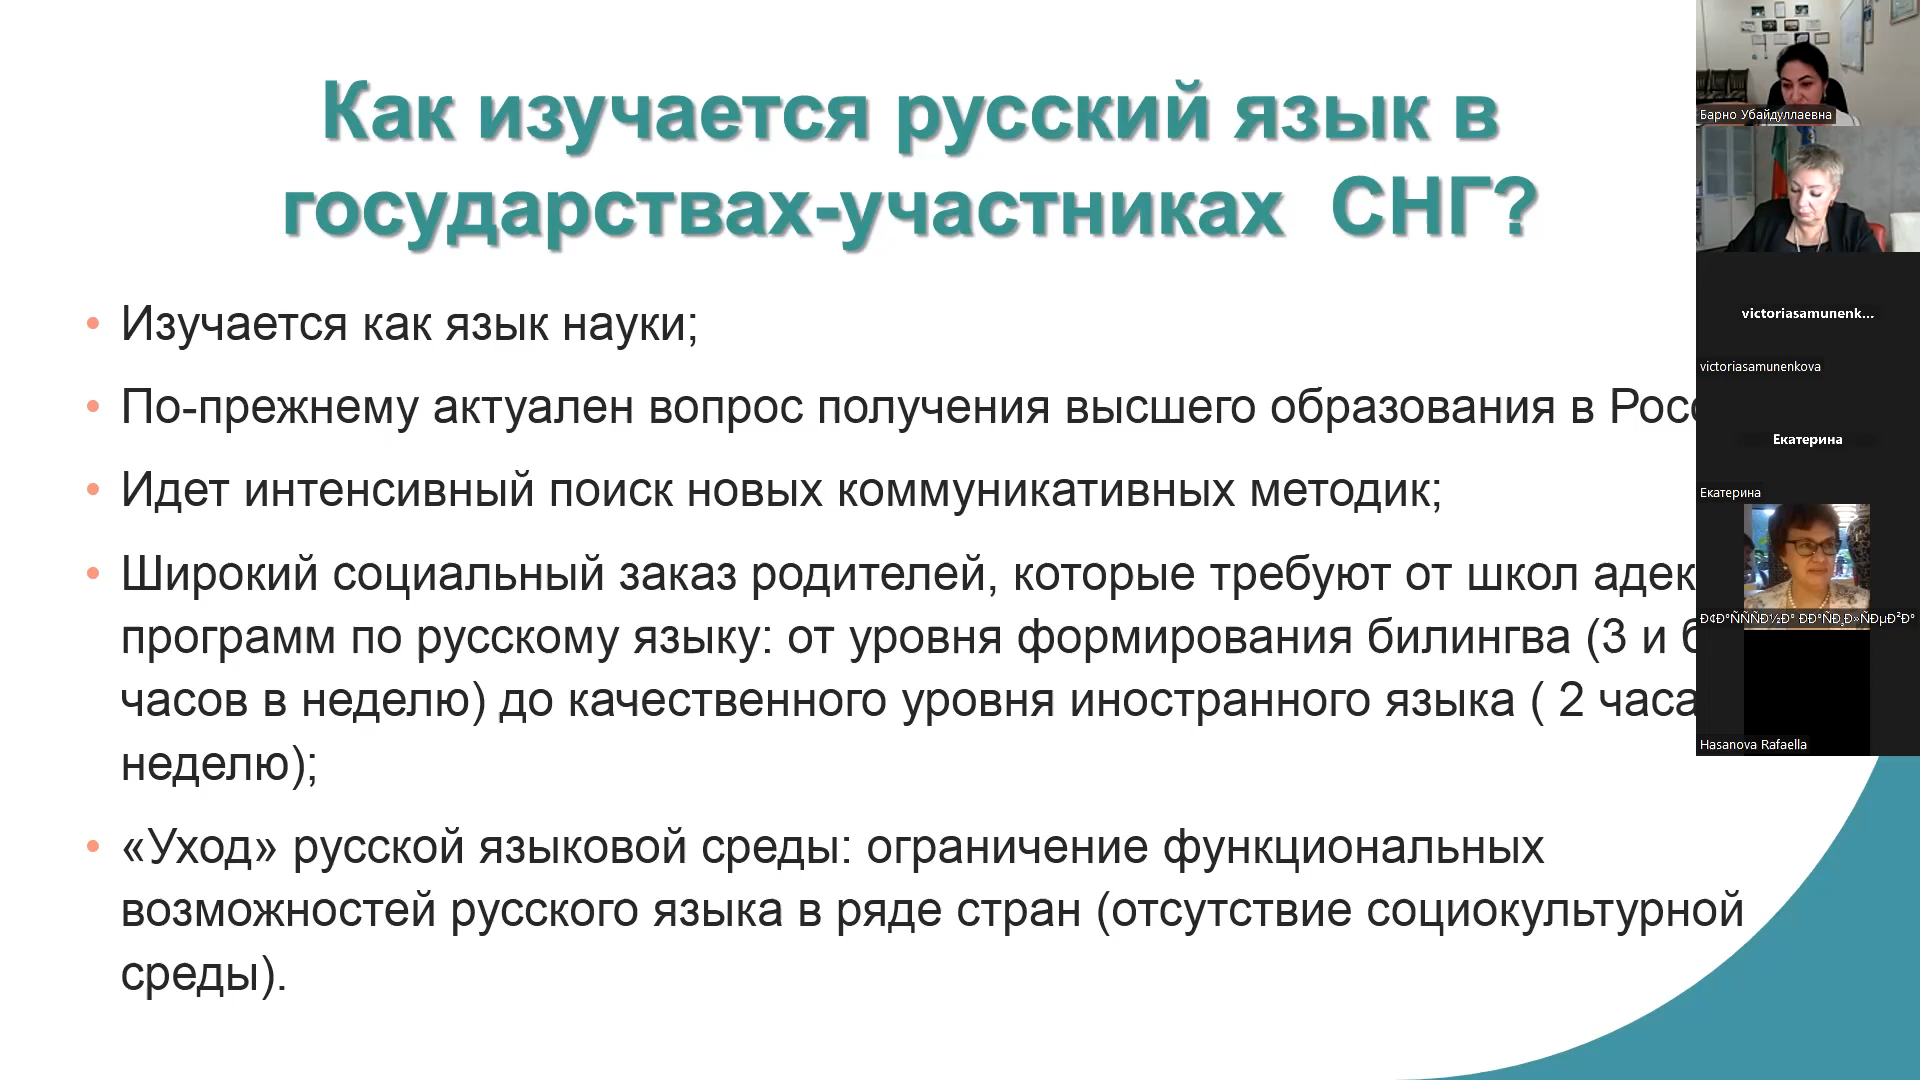 Как изучается русский язык в
государствах-участниках СНГ?
• Изучается как язык науки;
• По-прежнему актуален вопрос получения высшего образования в
• Идет интенсивный поиск новых коммуникативных методик;
• Широкий социальный заказ родителей, которые требуют от школ
программ по русскому языку: от уровня формирования билингва (3 и
часов в неделю) до качественного уровня иностранного языка ( 2 часа
неделю);
• «Уход» русской языковой среды: ограничение функциональных
возможностей русского языка в ряде стран (отсутствие социокультурной
среды).
Барно Убайдуллаевна
victoriasamunenk...
victoriasamunenkova
Екатерина
Екатерина
Hasanova Rafaella